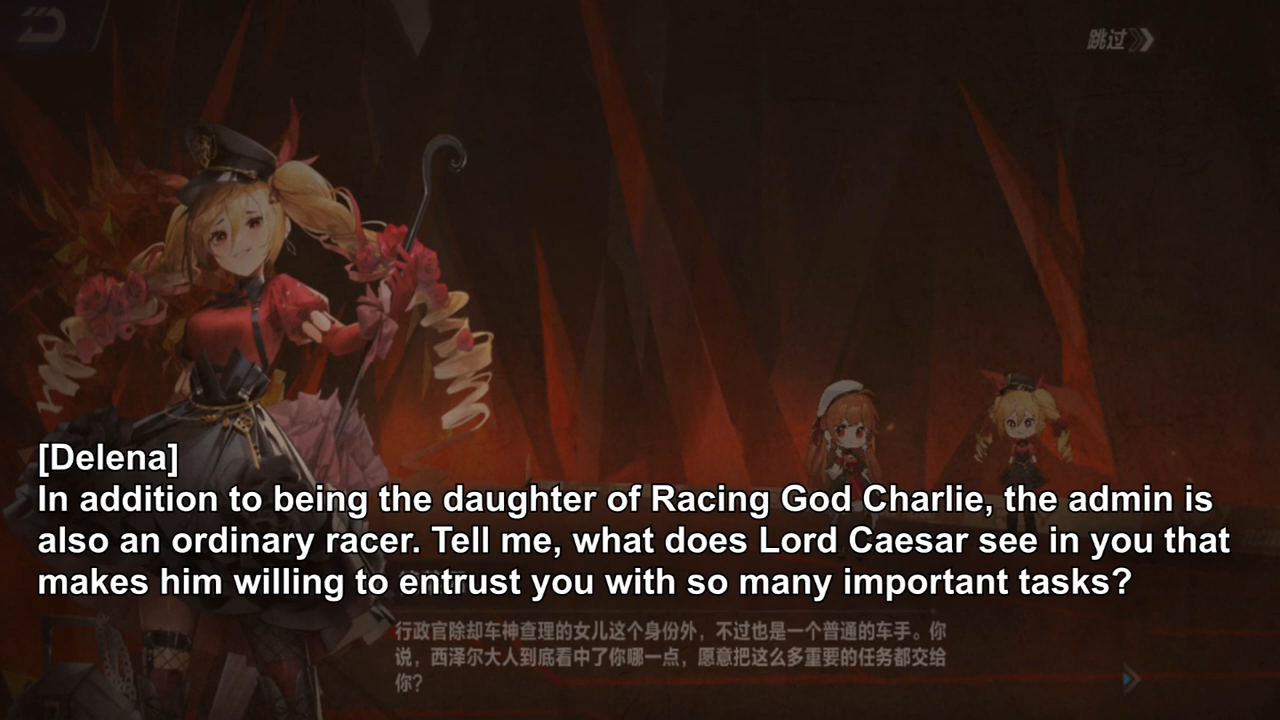 跳过
[Delena]
In addition to being the daughter of Racing God Charlie, the admin is
also an ordinary racer. Tell me, what does Lord Caesar see in you that
makes him willing to entrust you with so many important tasks?
行政官除却车神查理的女儿这个身份外，不过也是一个普通的车手。你
说，西泽尔大人到底看中了你哪一点，愿意把这么多重要的任务都交给
你？